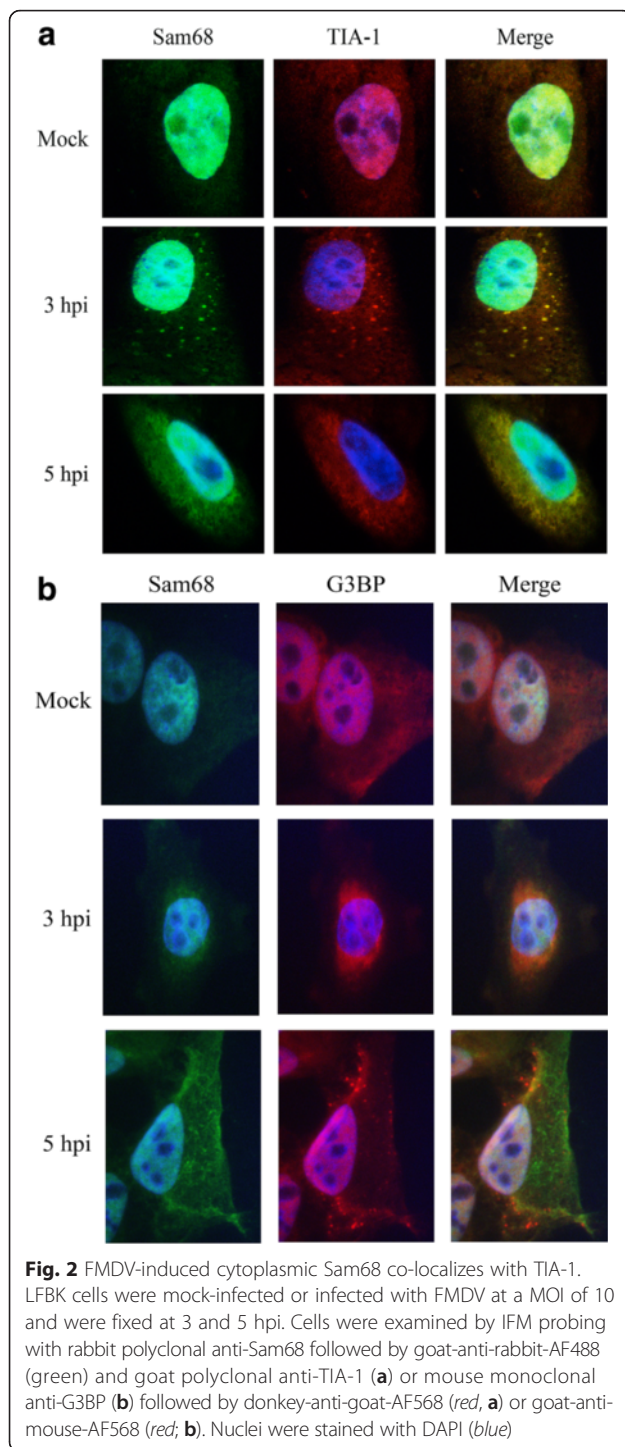 a
Sam68 TIA-1 Merge
Mock
3 hpi
5 hpi
b
Sam68 G3BP Merge
Mock
3 hpi
5 hpi
Fig. 2 FMDV-induced cytoplasmic Sam68 co-localizes with TIA-1.
LFBK cells were mock-infected or infected with FMDV at a MOI of 10
and were fixed at 3 and 5 hpi. Cells were examined by IFM probing
with rabbit polyclonal anti-Sam68 followed by goat-anti-rabbit-AF488
(green) and goat polyclonal anti-TIA-1 (a) or mouse monoclonal
anti-G3BP (b) followed by donkey-anti-goat-AF568 (red, a) or goat-anti-
mouse-AF568 (red; b). Nuclei were stained with DAPI (blue)